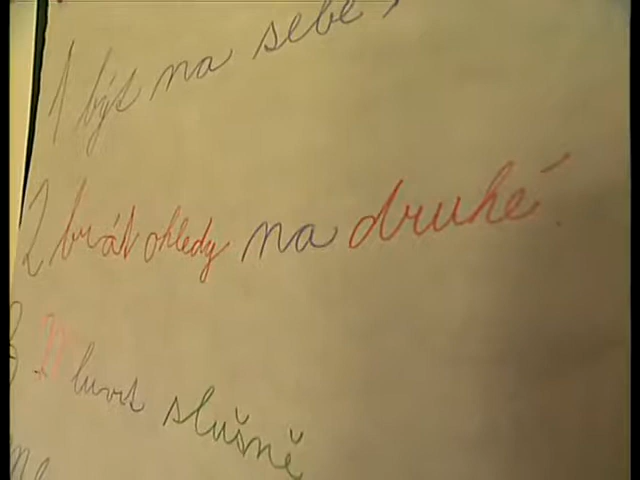 1 být na sebe
2 brát ohledy na druhé.
3 Mluvit slušně